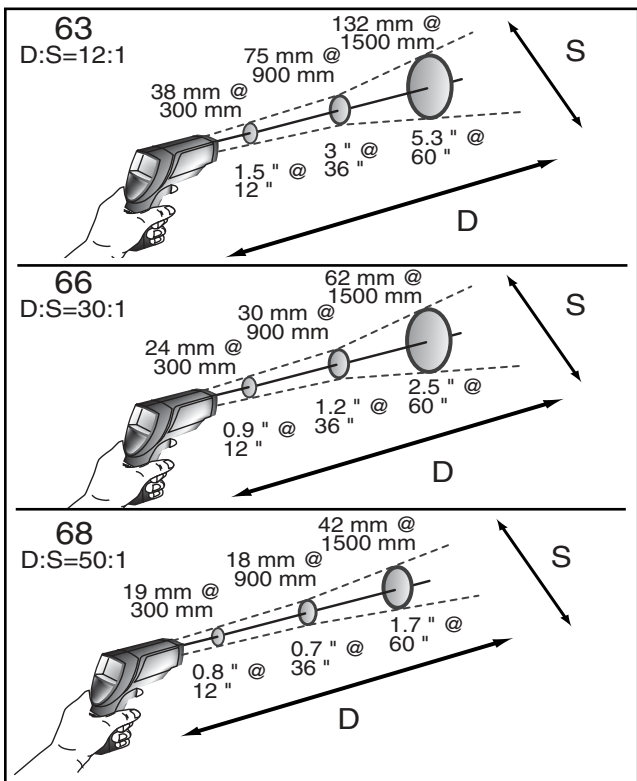 63
D:S=12:1
132 mm @
1500 mm
75 mm @
900 mm
38 mm @
300 mm
1.5 " @
12 "
3 " @
36 "
5.3 " @
60 "
S
D
66
D:S=30:1
62 mm @
1500 mm
30 mm @
900 mm
24 mm @
300 mm
0.9 " @
12 "
1.2 " @
36 "
2.5 " @
60 "
S
D
68
D:S=50:1
42 mm @
1500 mm
18 mm @
900 mm
19 mm @
300 mm
0.8 " @
12 "
0.7 " @
36 "
1.7 " @
60 "
S
D